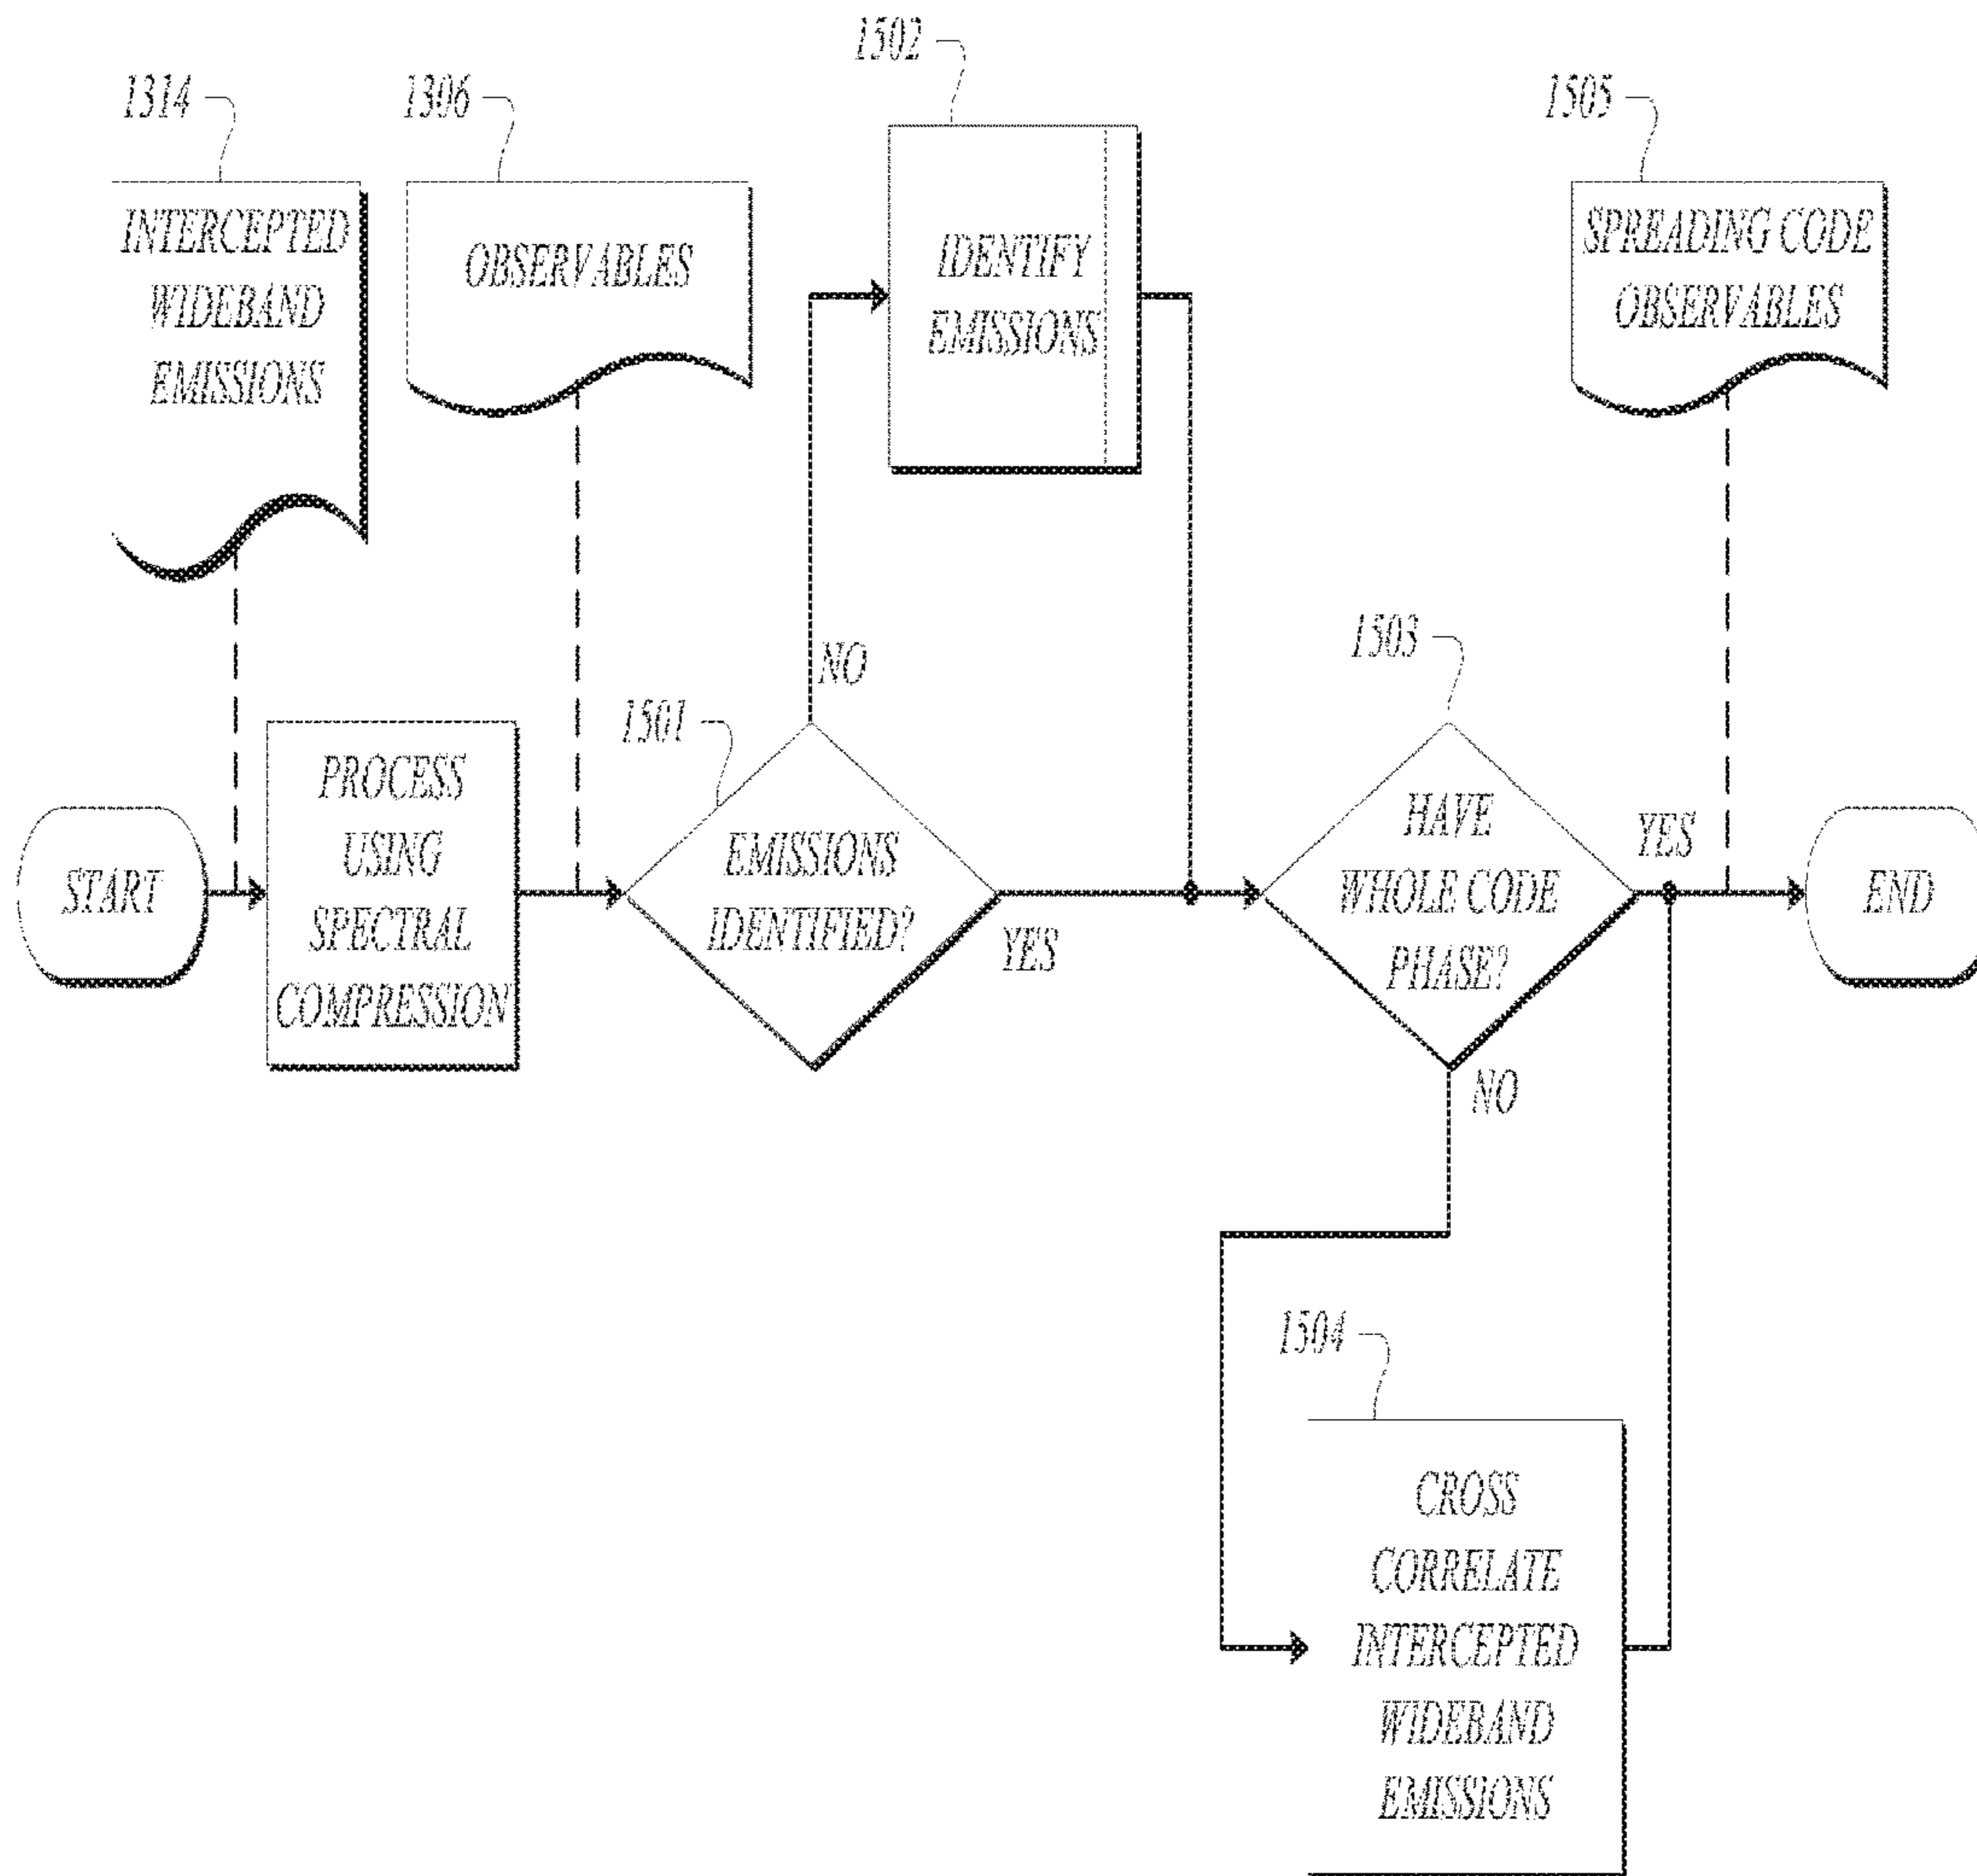 1502
1314
1306
1505
INTERCEPTED
WIDEBAND
EMISSIONS
OBSERVABLES
IDENTIFY
EMISSIONS
SPREADING CODE
OBSERVABLES
NO
1503
1501
START
PROCESS
USING
SPECTRAL
COMPRESSION
EMISSIONS
IDENTIFIED?
YES
HAVE
WHOLE CODE
PHASE?
YES
END
NO
1504
CROSS
CORRELATE
INTERCEPTED
WIDEBAND
EMISSIONS